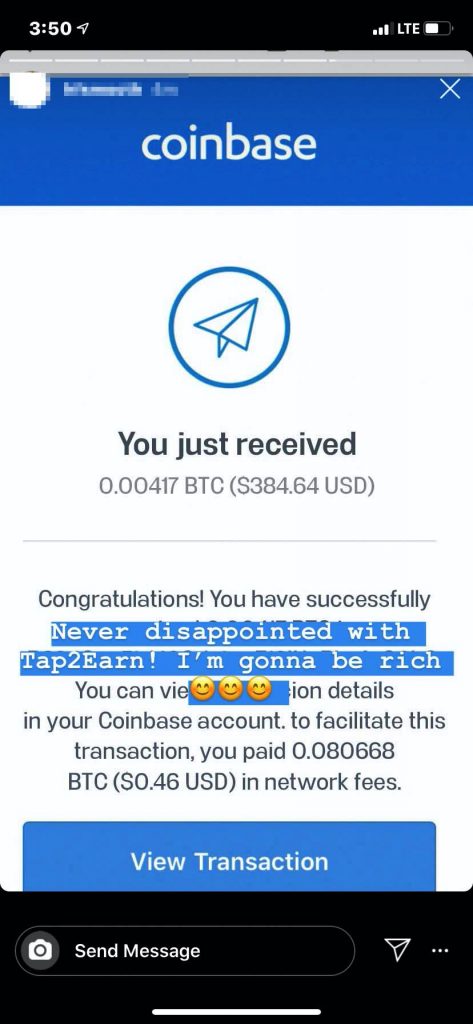 3:50
LTE
coinbase
You just received
0.00417 BTC ($384.64 USD)
Congratulations! You have successfully
Never disappointed with
Tap2Earn! I'm gonna be rich
You can vie😊😊😊ion details
in your Coinbase account. to facilitate this
transaction, you paid 0.080668
BTC ($0.46 USD) in network fees.
View Transaction
Send Message